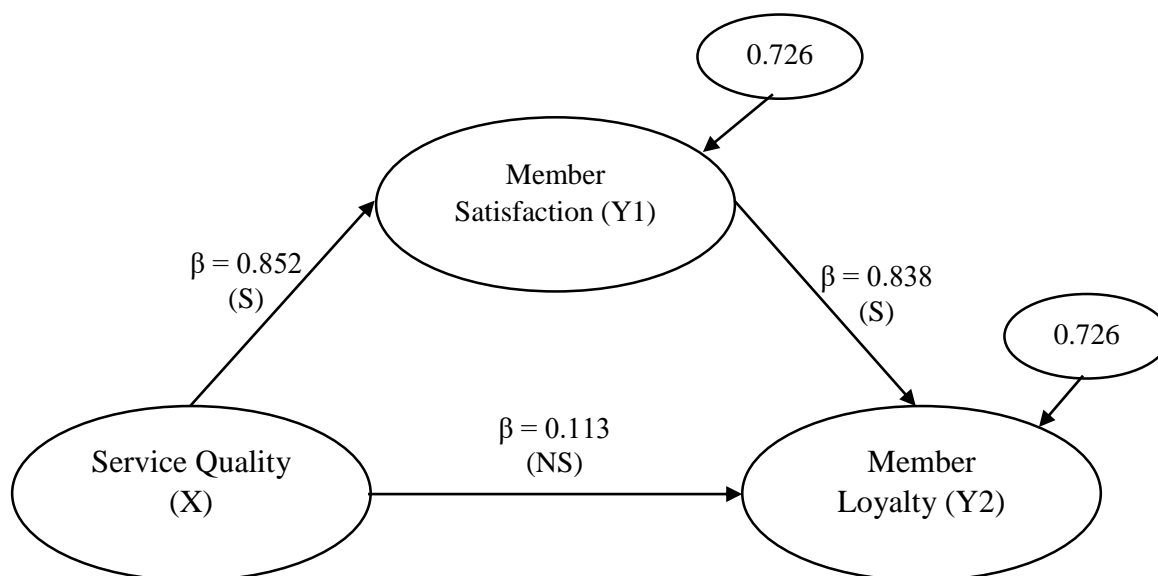 0.726
Member
Satisfaction (Y1)
β = 0.852
(S)
β = 0.838
(S)
0.726
β = 0.113
(NS)
Service Quality
(X)
Member
Loyalty (Y2)